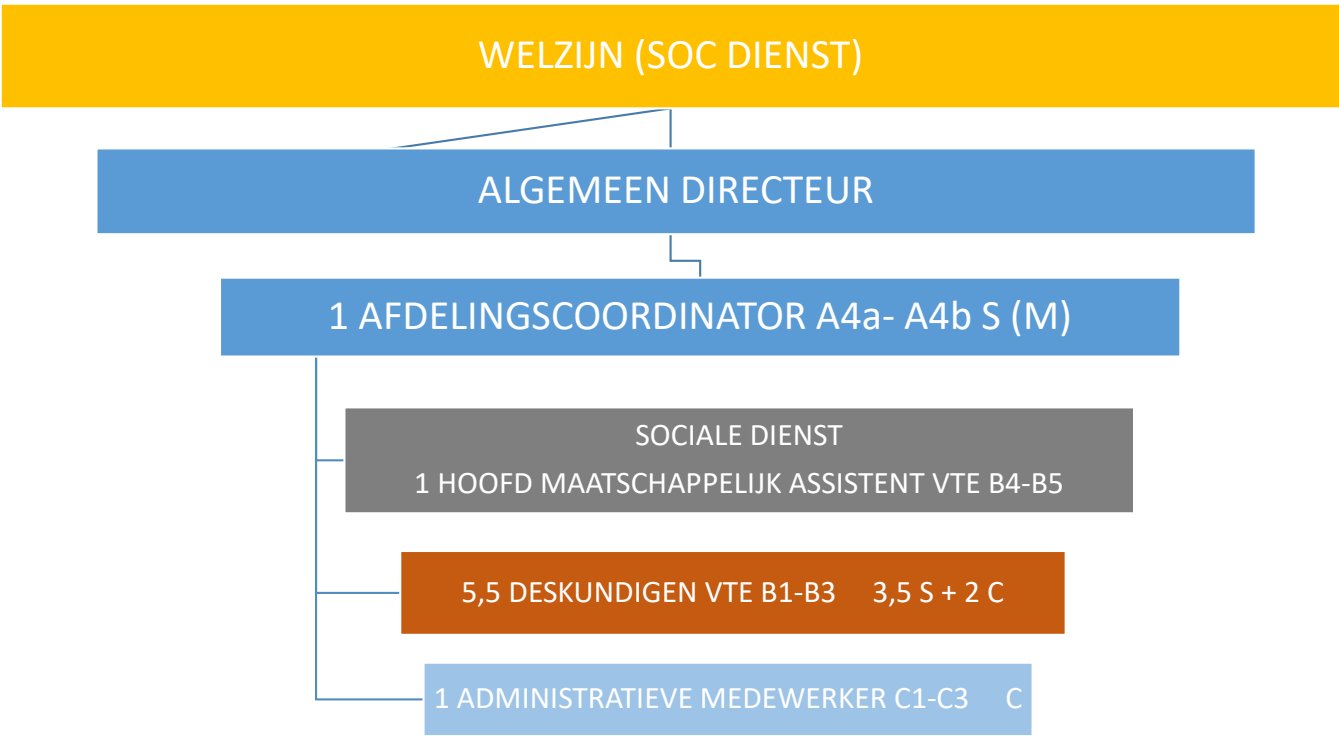 WELZIJN (SOC DIENST)
ALGEMEEN DIRECTEUR
1 AFDELINGSCOORDINATOR A4a- A4b S (M)
SOCIALE DIENST
1 HOOFD MAATSCHAPPELIJK ASSISTENT VTE B4-B5
5,5 DESKUNDIGEN VTE B1-B3 3,5 S + 2 C
1 ADMINISTRATIEVE MEDEWERKER C1-C3 C